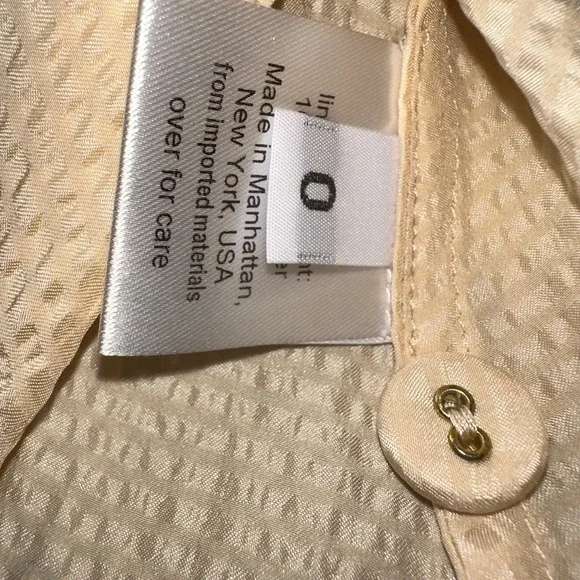 0
Made in Manhattan,
New York, USA
from imported materials
over for care